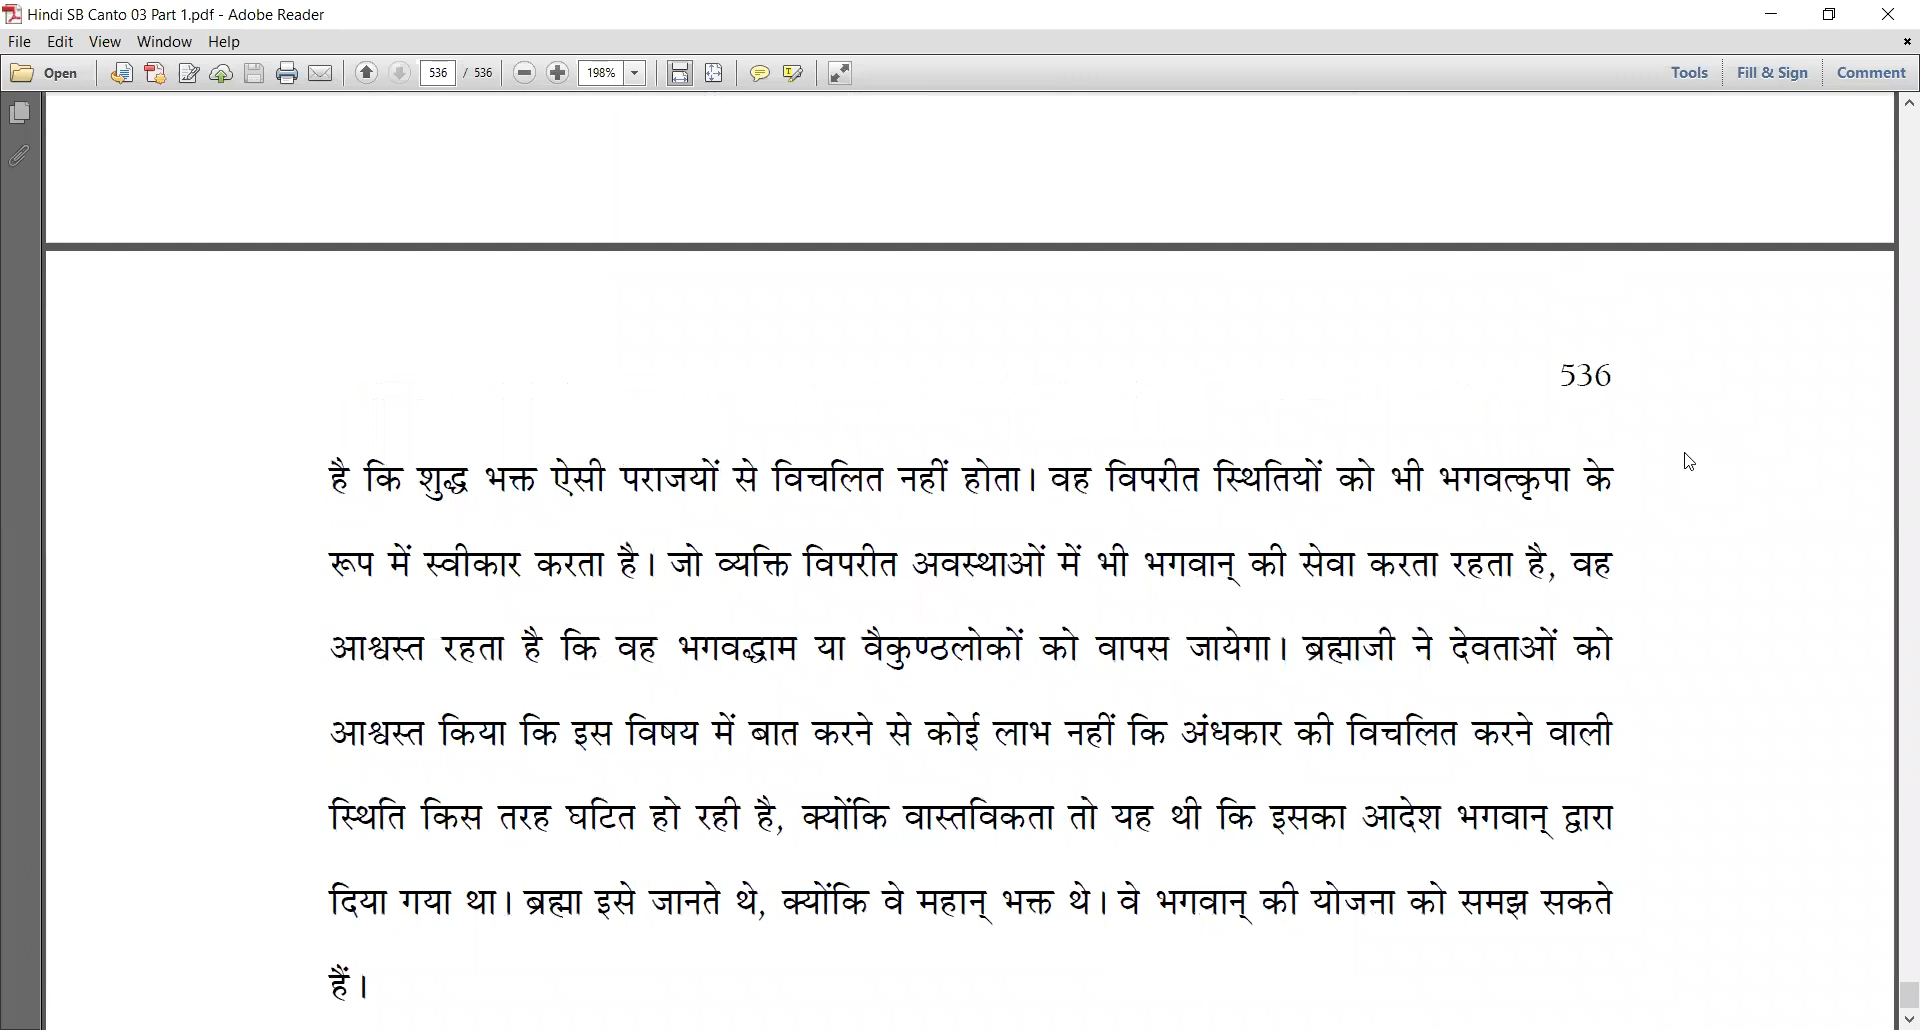 Hindi SB Canto 03 Part 1.pdf - Adobe Reader
File Edit View Window Help
Open 536 / 536 198% Tools Fill & Sign Comment
536
है कि शुद्ध भक्त ऐसी पराजयों से विचलित नहीं होता। वह विपरीत स्थितियों को भी भगवत्कृपा के
रूप में स्वीकार करता है। जो व्यक्ति विपरीत अवस्थाओं में भी भगवान् की सेवा करता रहता है, वह
आश्वस्त रहता है कि वह भगवद्धाम या वैकुण्ठलोकों को वापस जायेगा। ब्रह्माजी ने देवताओं को
आश्वस्त किया कि इस विषय में बात करने से कोई लाभ नहीं कि अंधकार की विचलित करने वाली
स्थिति किस तरह घटित हो रही है, क्योंकि वास्तविकता तो यह थी कि इसका आदेश भगवान् द्वारा
दिया गया था। ब्रह्मा इसे जानते थे, क्योंकि वे महान् भक्त थे। वे भगवान् की योजना को समझ सकते
हैं।